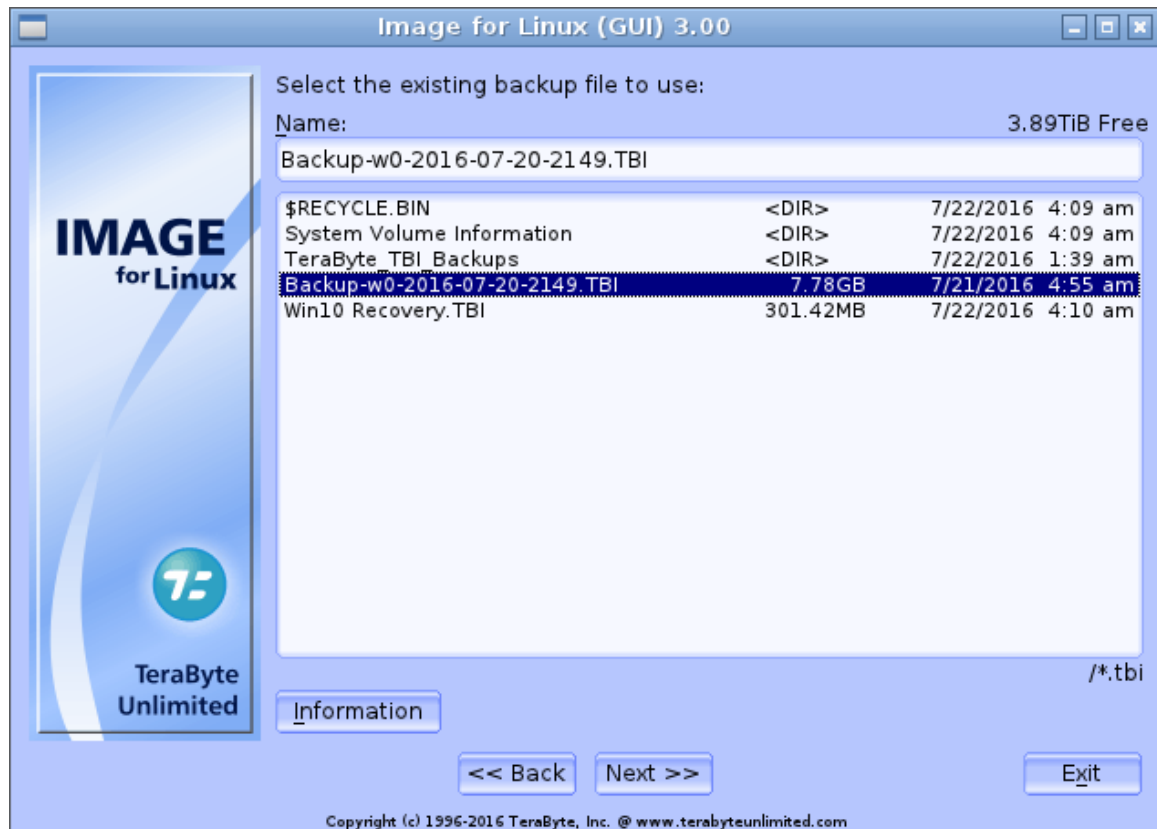 Image for Linux (GUI) 3.00
IMAGE
for Linux
TeraByte
Unlimited
Select the existing backup file to use:
Name: 3.89TiB Free
Backup-w0-2016-07-20-2149.TBI
$RECYCLE.BIN <DIR> 7/22/2016 4:09 am
System Volume Information <DIR> 7/22/2016 4:09 am
TeraByte_TBI_Backups <DIR> 7/22/2016 1:39 am
Backup-w0-2016-07-20-2149.TBI 7.78GB 7/21/2016 4:55 am
Win10 Recovery.TBI 301.42MB 7/22/2016 4:10 am
/*.tbi
Information
<< Back Next >> Exit
Copyright (c) 1996-2016 TeraByte, Inc. @ www.terabyteunlimited.com